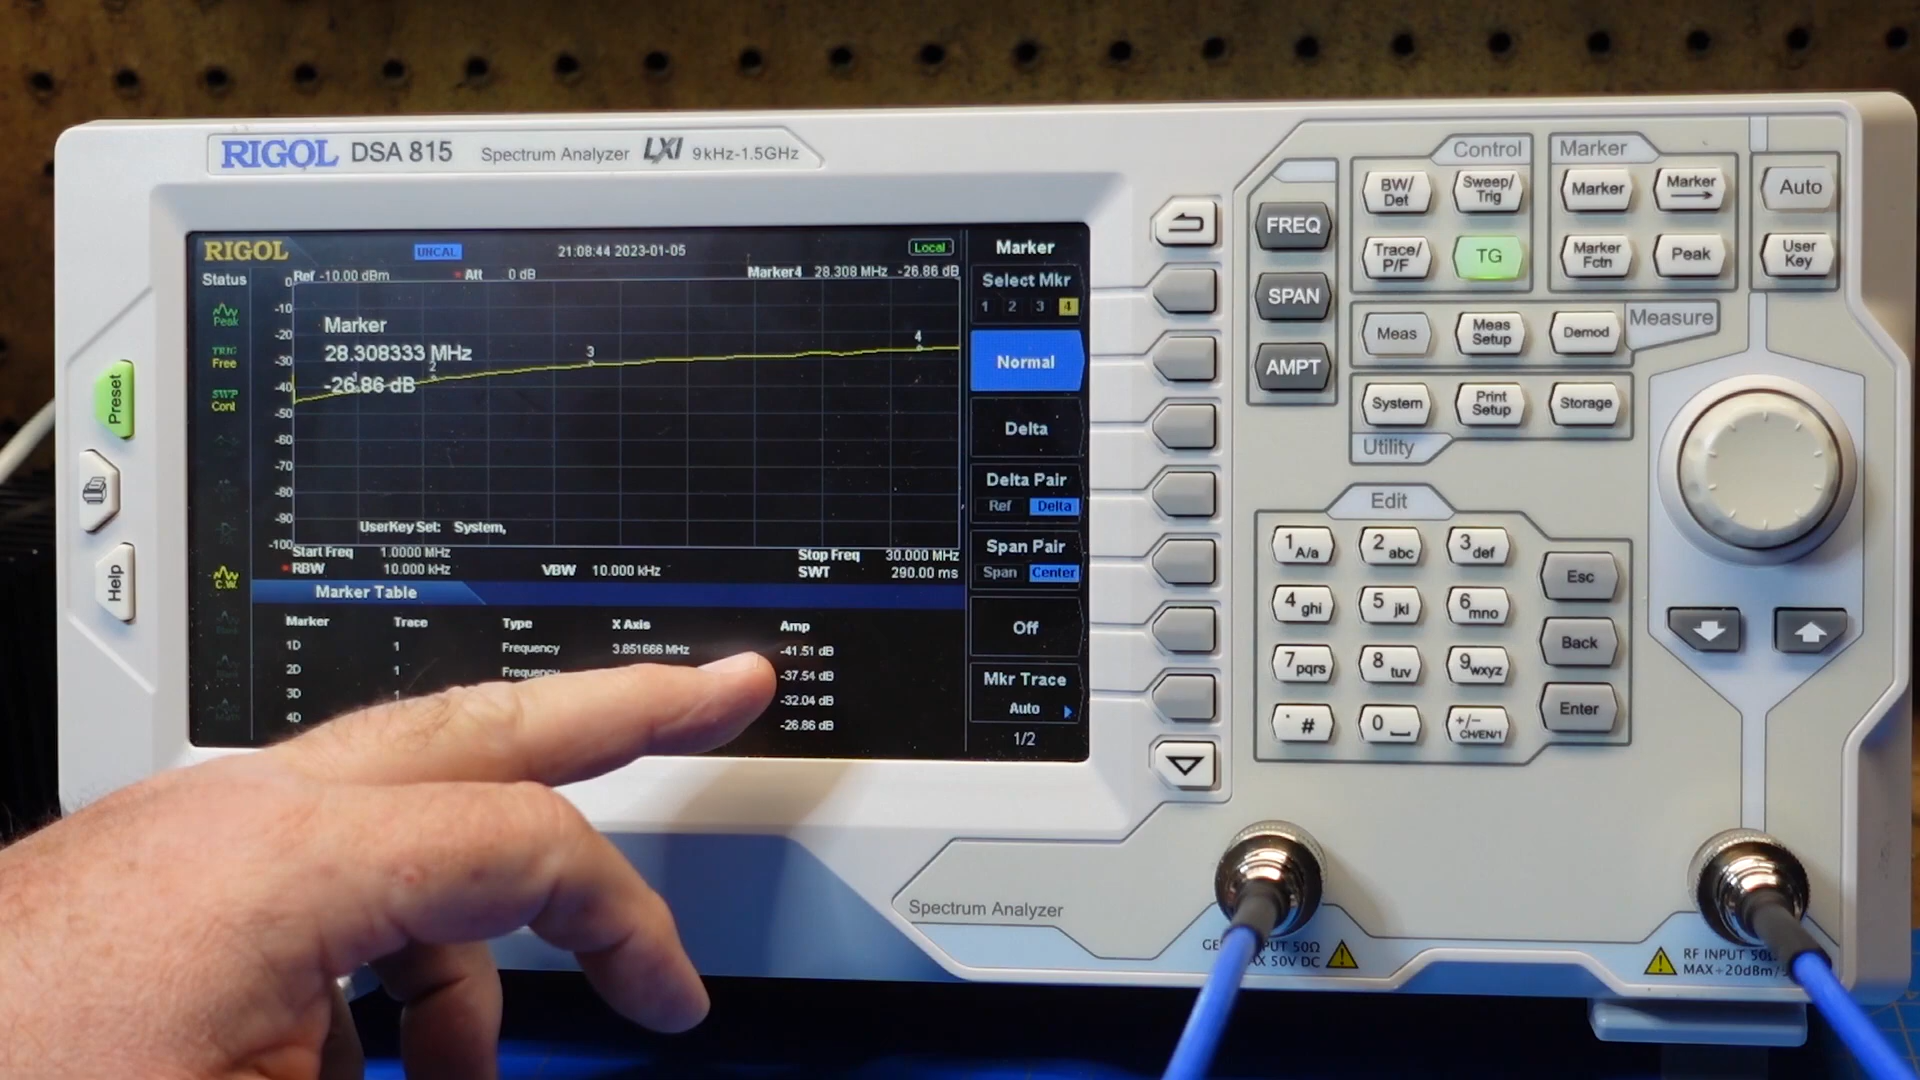 RIGOL DSA 815 Spectrum Analyzer LXI 9kHz-1.5GHz
RIGOL UNCAL 21:08:44 2023-01-05 Local
Status
Ref -10.00 dBm Att 0 dB Marker4 28.308 MHz -26.86 dB
Peak
TRIG
Free
SWP
Cont
C.W.
0
-10
-20
-30
-40
-50
-60
-70
-80
-90
-100
Marker
28.308333 MHz
-26.86 dB
1
2
3
4
UserKey Set: System,
Start Freq 1.0000 MHz Stop Freq 30.000 MHz
RBW 10.000 kHz VBW 10.000 kHz SWT 290.00 ms
Marker Table
Marker Trace Type X Axis Amp
1D 1 Frequency 3.851666 MHz -41.51 dB
2D 1 -37.54 dB
3D -32.04 dB
4D -26.86 dB
Marker
Select Mkr
1 2 3 4
Normal
Delta
Delta Pair
Ref Delta
Span Pair
Span Center
Off
Mkr Trace
Auto
1/2
Preset
Help
FREQ
SPAN
AMPT
Control
BW/
Det
Sweep/
Trig
Trace/
P/F
TG
Marker
Marker
Marker
Marker
Fctn
Peak
Auto
User
Key
Measure
Meas
Meas
Setup
Demod
System
Print
Setup
Storage
Utility
Edit
1 A/a
2 abc
3 def
4 ghi
5 jkl
6 mno
7 pqrs
8 tuv
9 wxyz
. #
0
+/-
CH/EN/1
Esc
Back
Enter
Spectrum Analyzer
50Ω
50V DC
RF INPUT
MAX+20dBm/